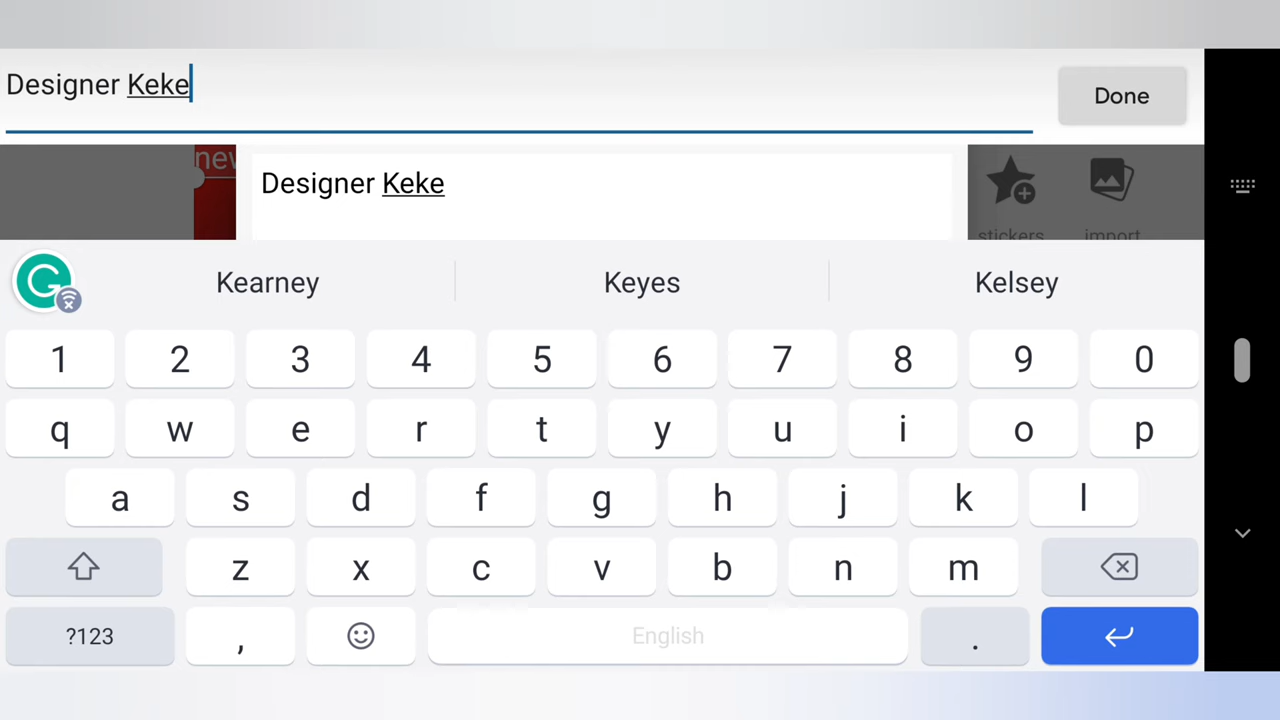 Designer Keke
Done
new
Designer Keke
stickers import
Kearney Keyes Kelsey
1 2 3 4 5 6 7 8 9 0
q w e r t y u i o p
a s d f g h j k l
z x c v b n m
?123 , English .